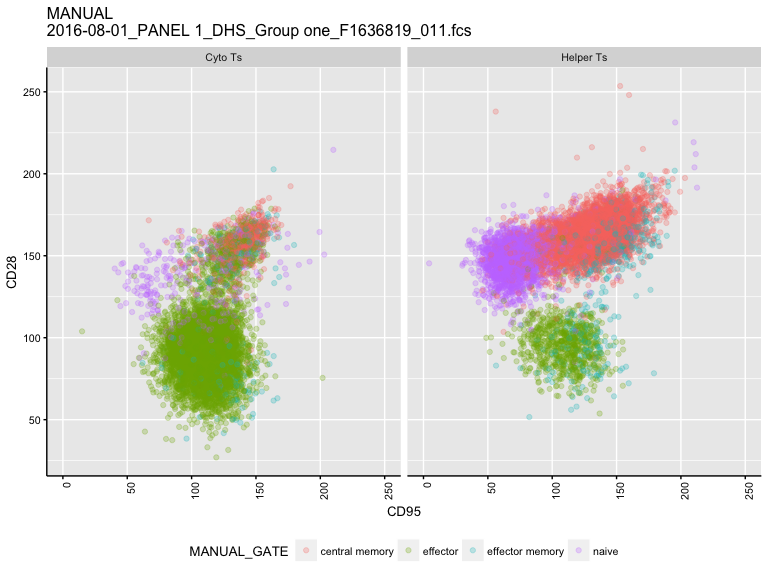 MANUAL
2016-08-01_PANEL 1_DHS_Group one_F1636819_011.fcs
Cyto Ts
Helper Ts
CD28
250
200
150
100
50
0
50
100
150
200
250
0
50
100
150
200
250
CD95
MANUAL_GATE
central memory
effector
effector memory
naive